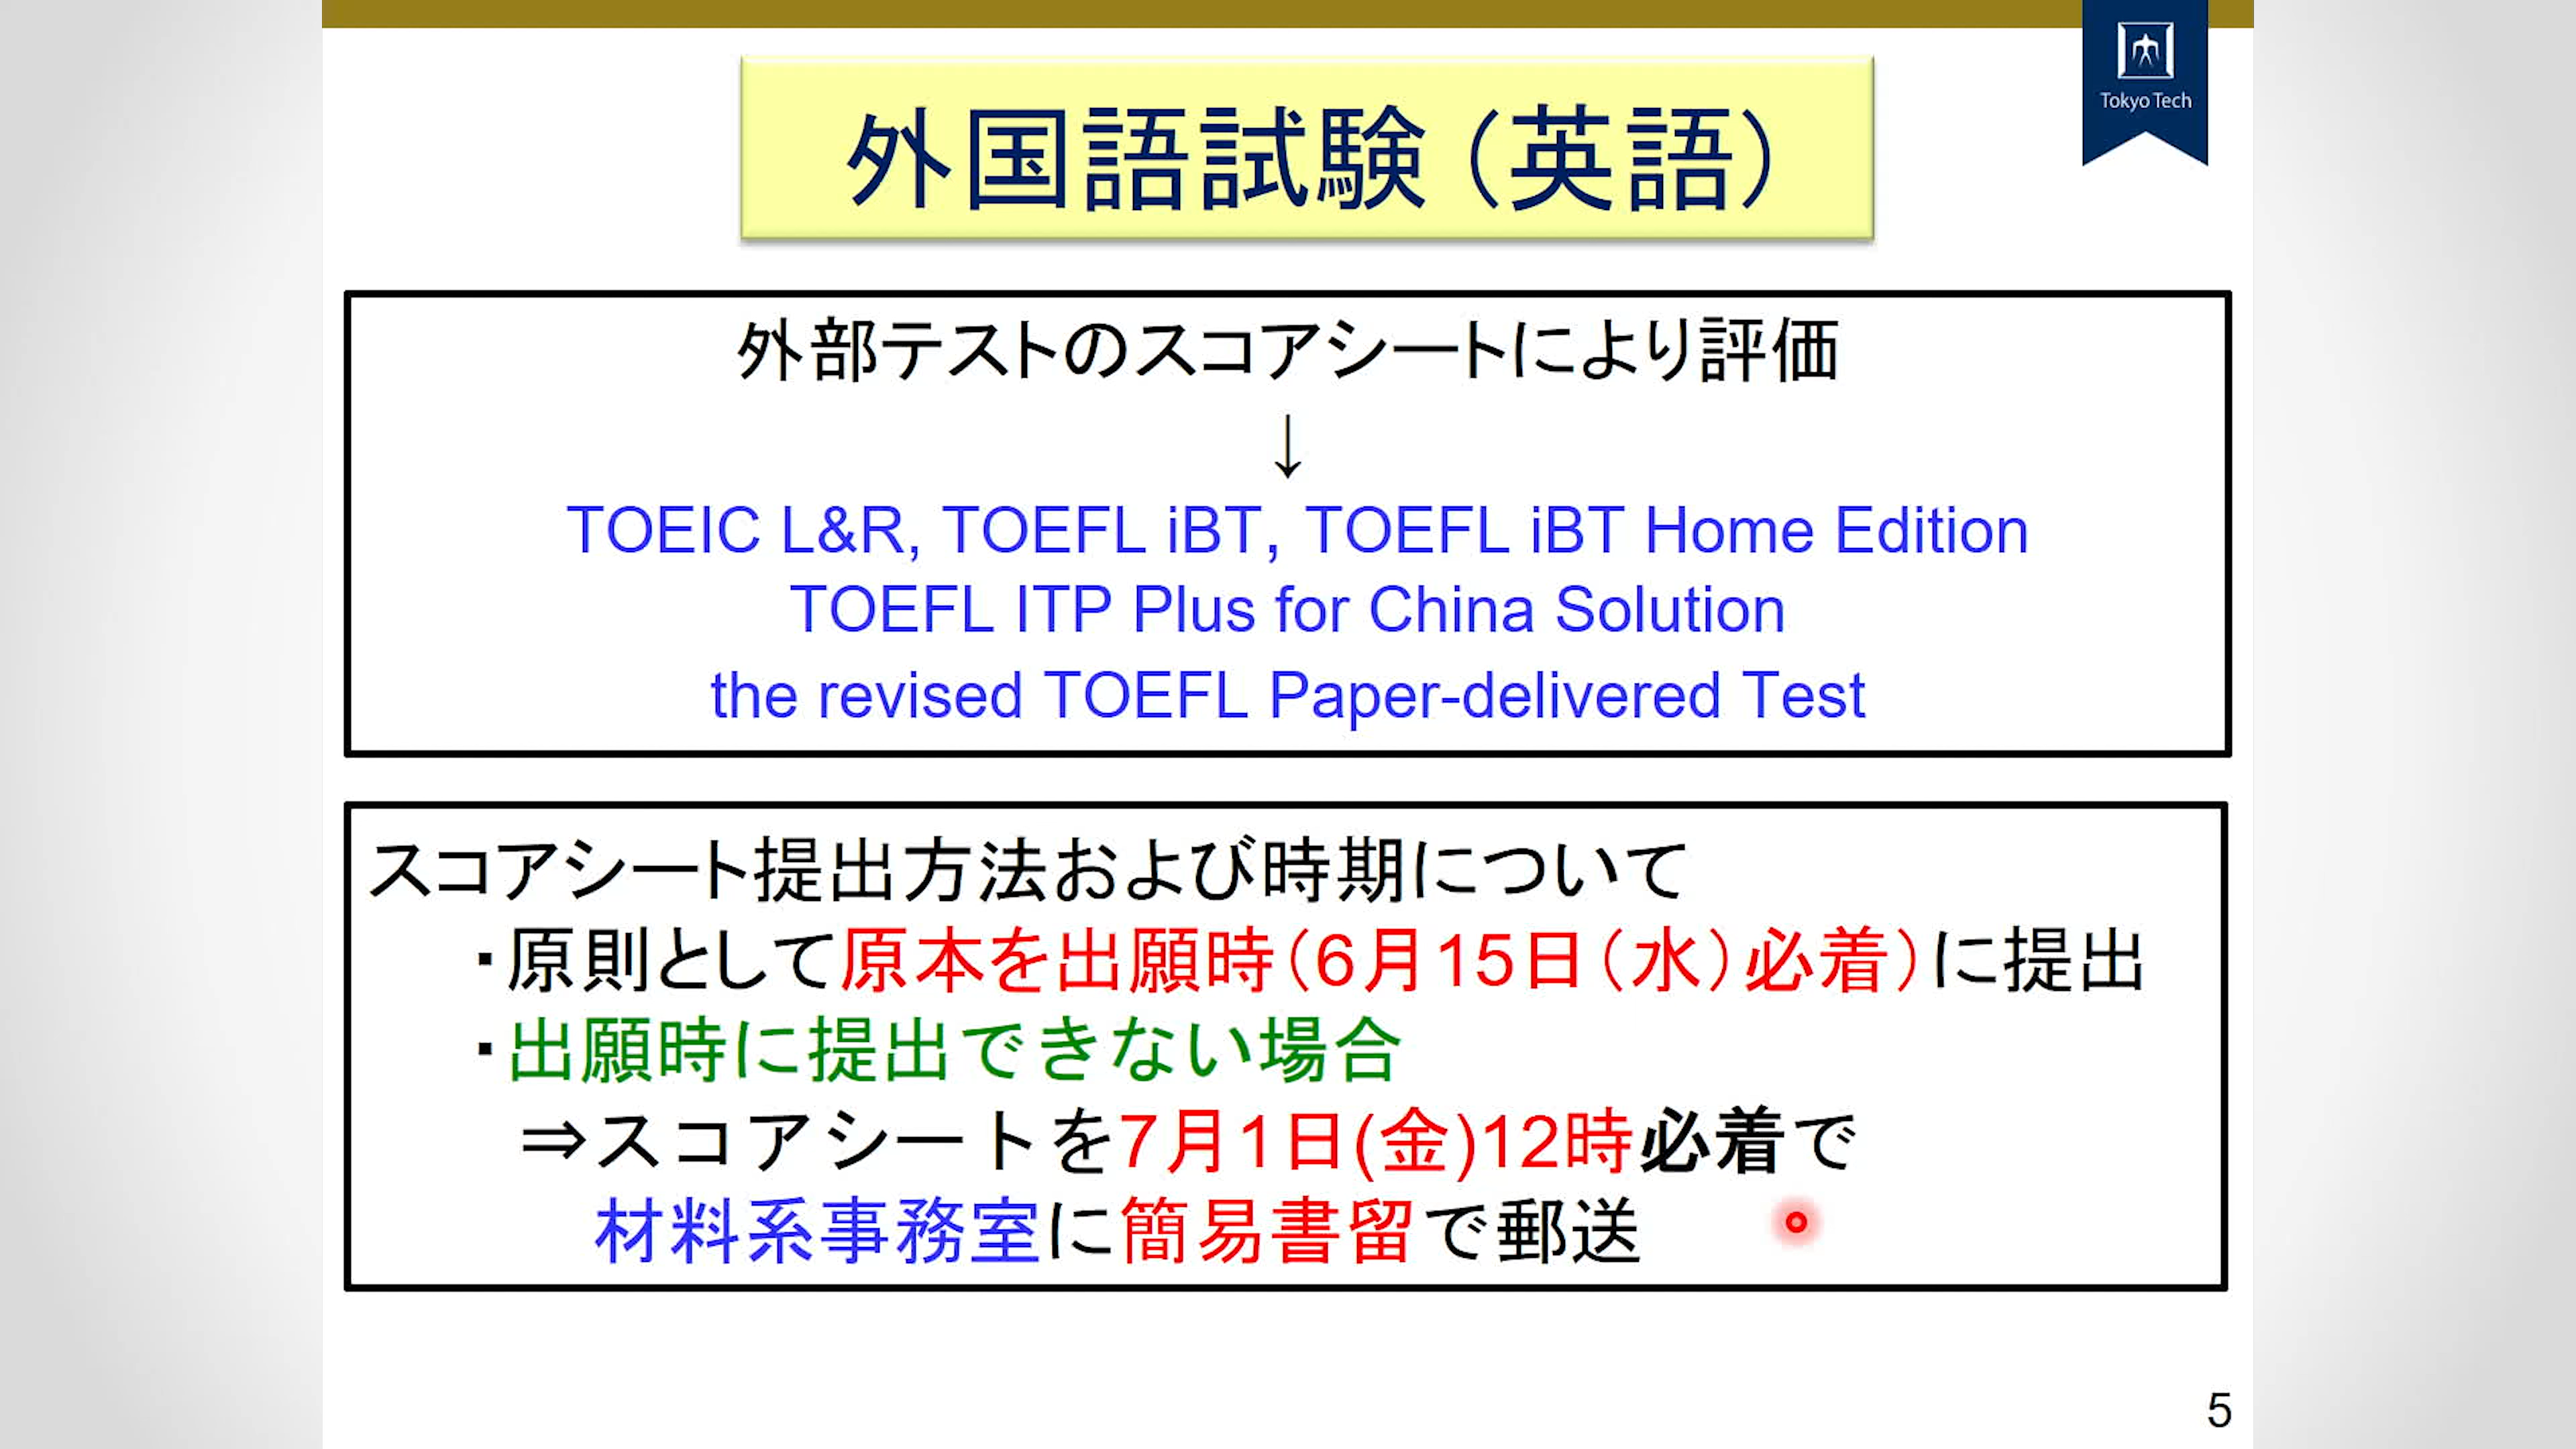 Tokyo Tech
外国語試験（英語）
外部テストのスコアシートにより評価
↓
TOEIC L&R, TOEFL iBT, TOEFL iBT Home Edition
TOEFL ITP Plus for China Solution
the revised TOEFL Paper-delivered Test
スコアシート提出方法および時期について
・原則として原本を出願時（6月15日（水）必着）に提出
・出願時に提出できない場合
⇒スコアシートを7月1日(金)12時必着で
材料系事務室に簡易書留で郵送
5